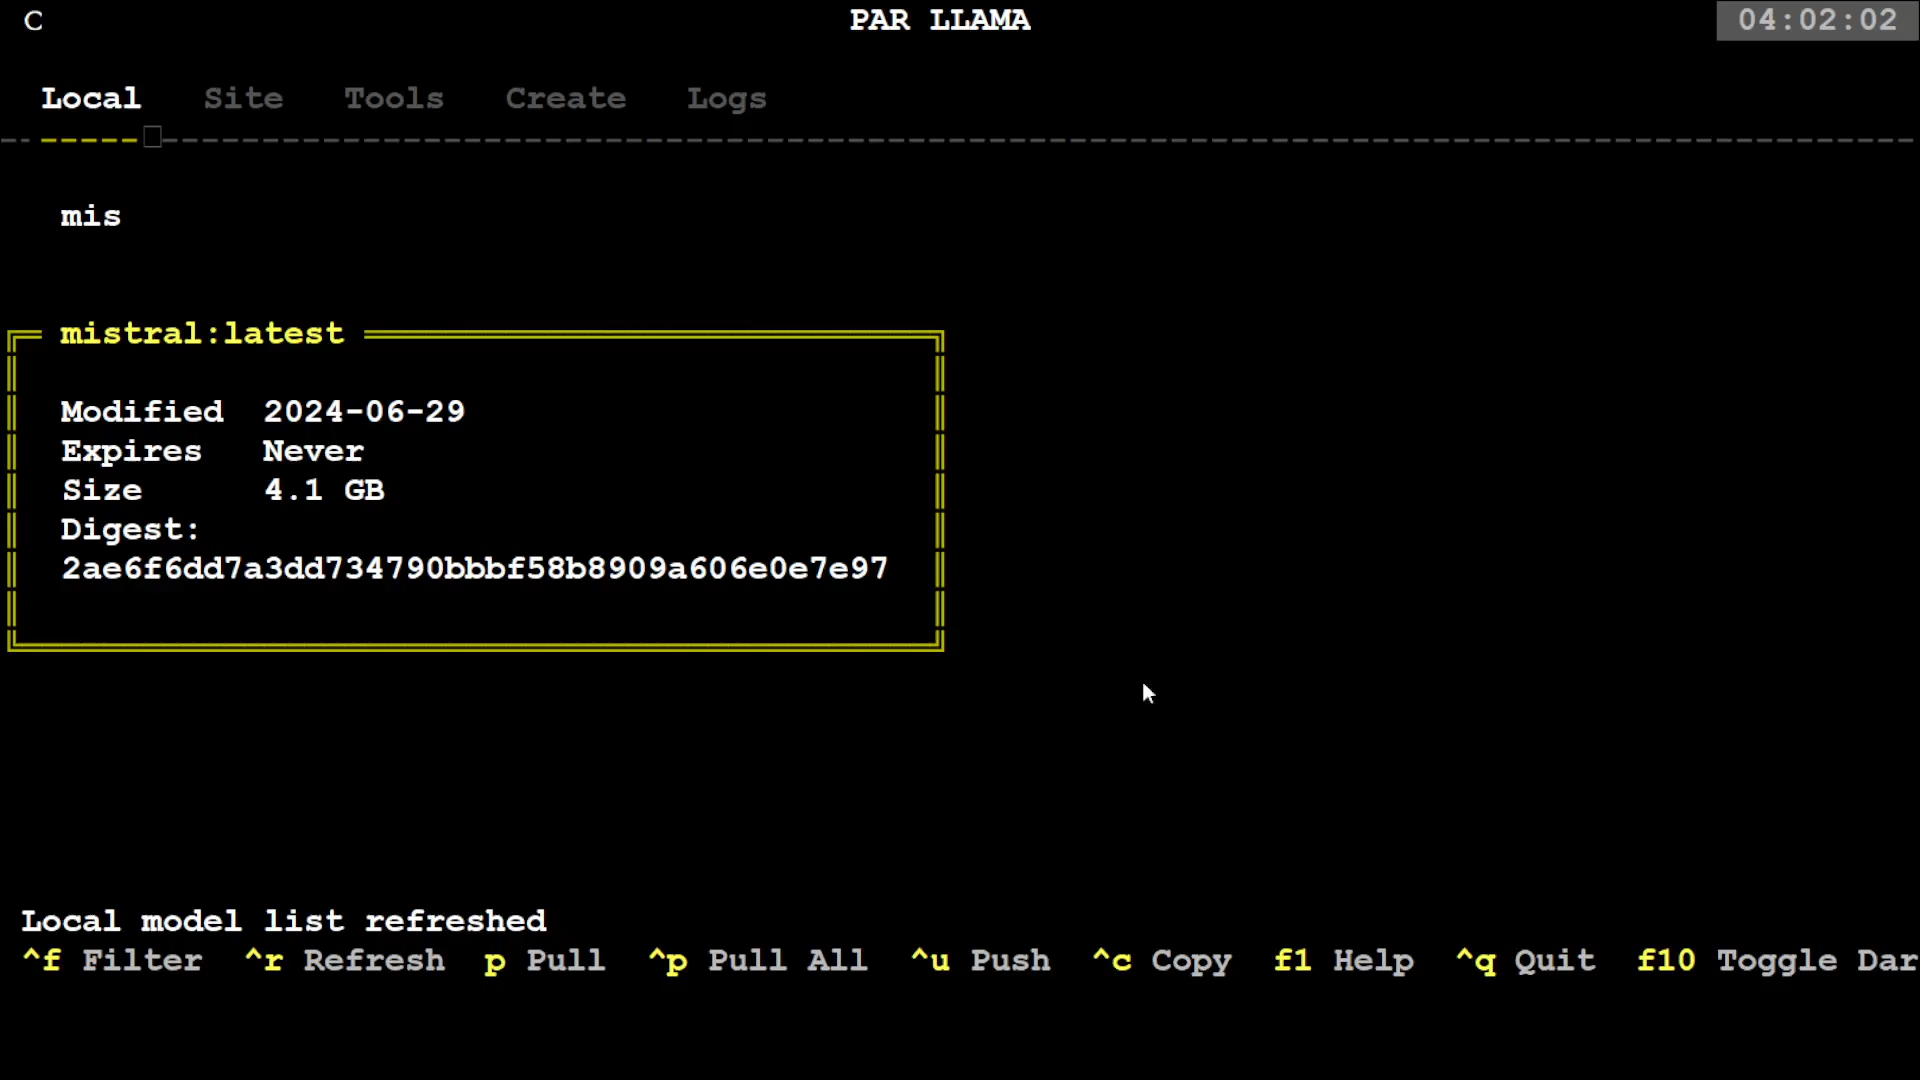 C PAR LLAMA 04:02:02
Local Site Tools Create Logs
mis
mistral:latest
Modified 2024-06-29
Expires Never
Size 4.1 GB
Digest:
2ae6f6dd7a3dd734790bbbf58b8909a606e0e7e97
Local model list refreshed
^f Filter ^r Refresh p Pull ^p Pull All ^u Push ^c Copy f1 Help ^q Quit f10 Toggle Dar